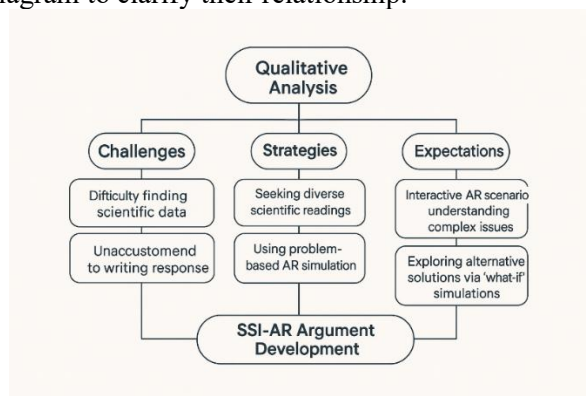 agram to clarify their relationship.
Qualitative
Analysis
Challenges
Strategies
Expectations
Difticulty finding
scientific data
Seeking diverse
scientific readings
Interactive AR scenario
understanding
complex issues
Unaccustomend
to writing response
Using problem-
based AR simulation
Exploring alternative
solutions via 'what-if'
simulations
SSI-AR Argument
Development